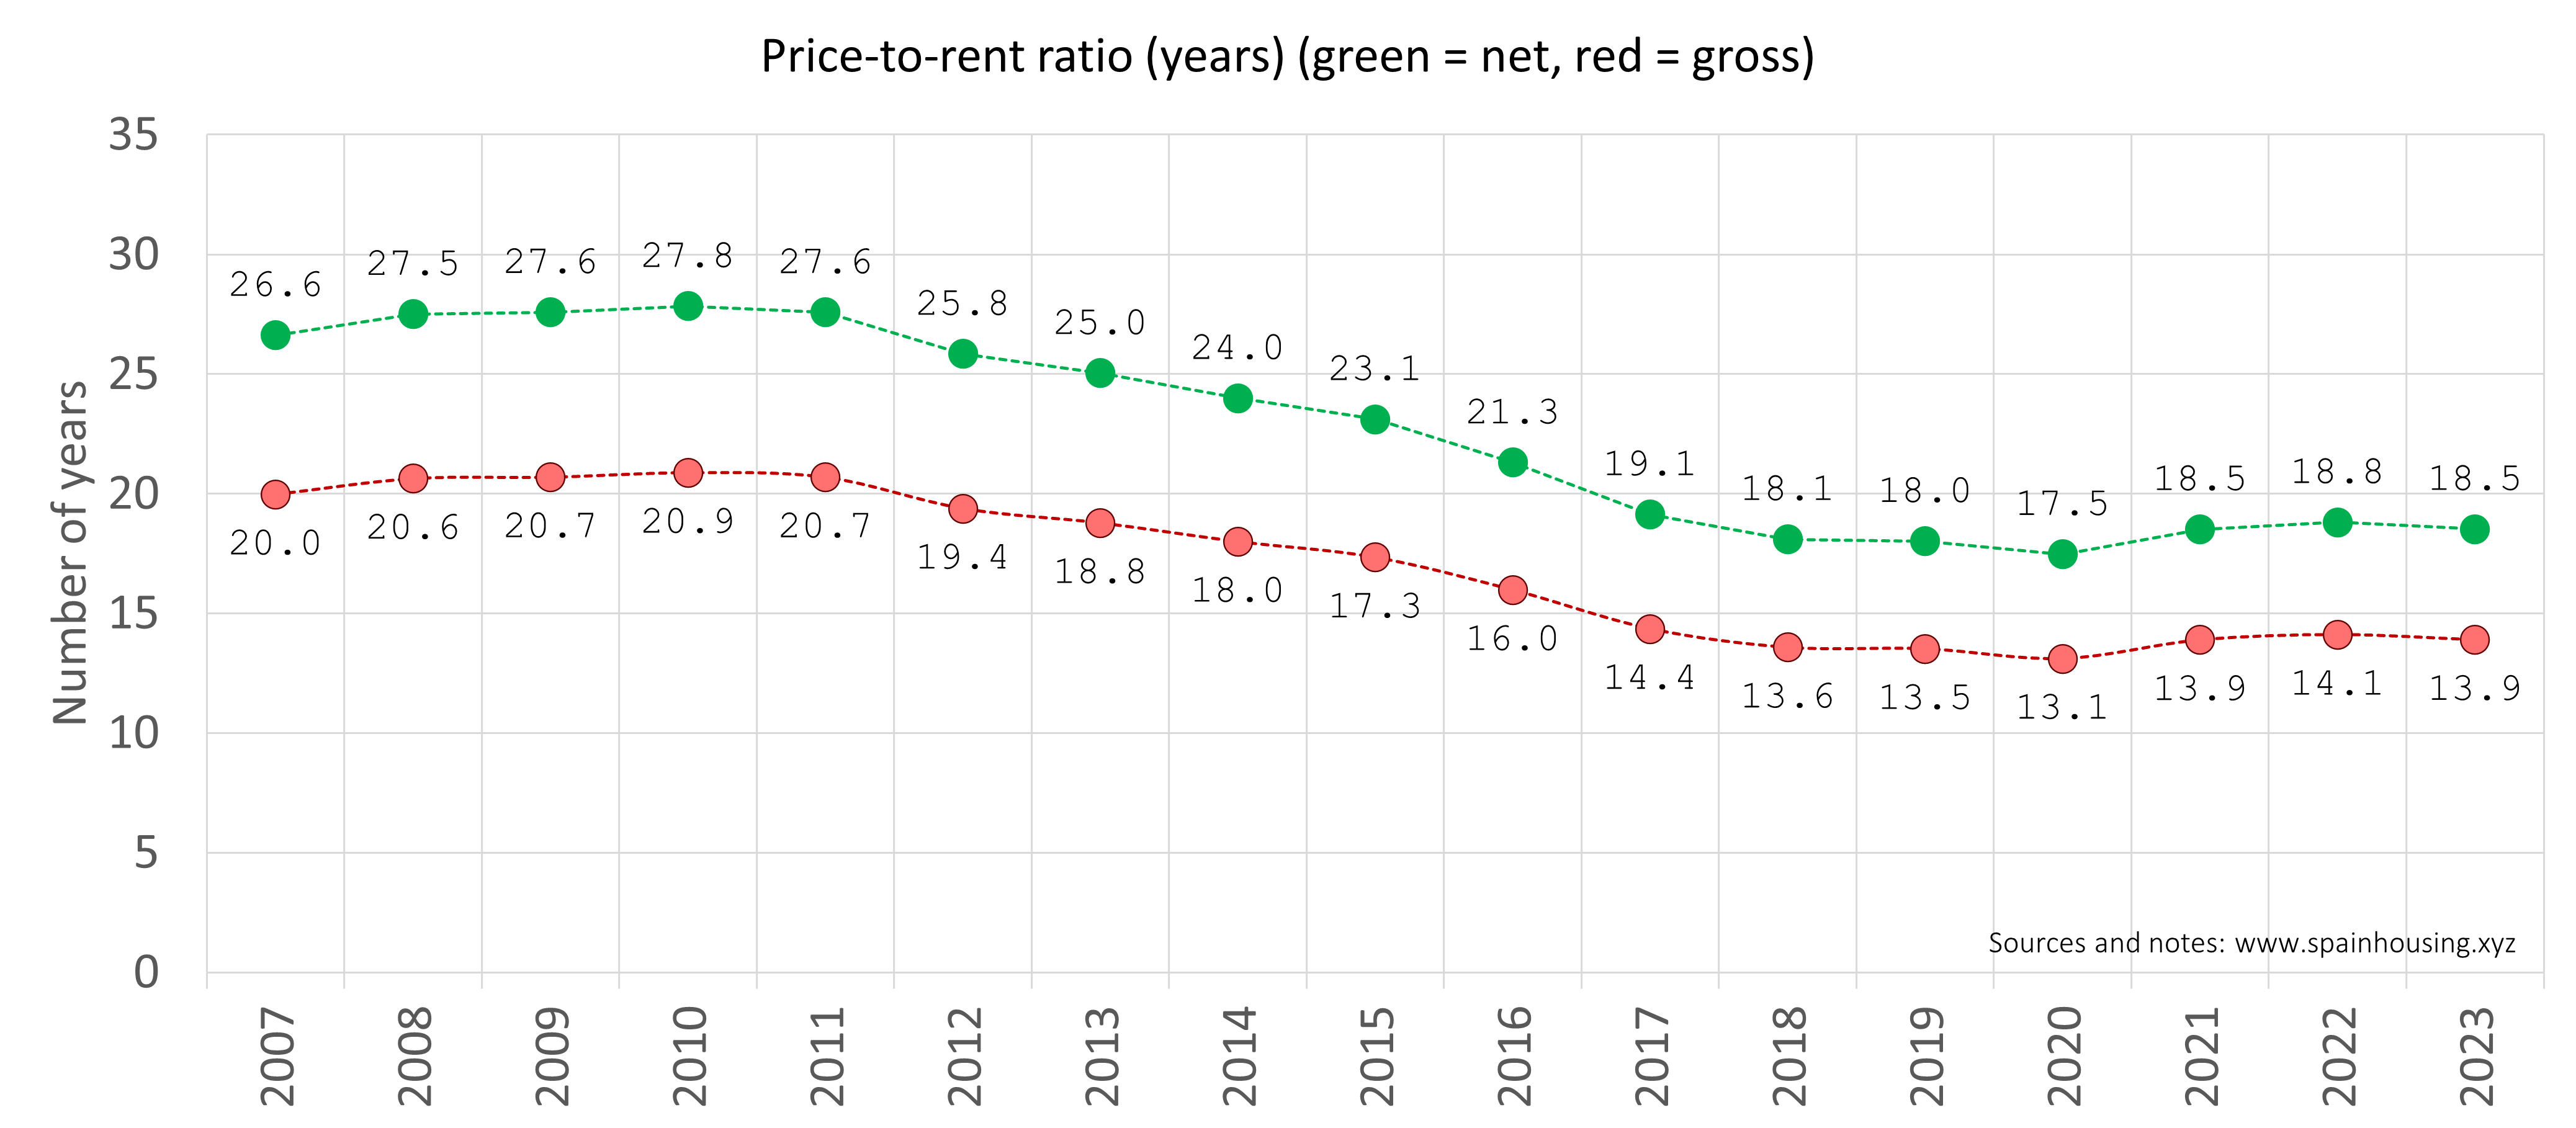 Price-to-rent ratio (years) (green = net, red = gross)
Number of years
35
30
25
20
15
10
5
0
26.6 27.5 27.6 27.8 27.6 25.8 25.0 24.0 23.1 21.3 19.1 18.1 18.0 17.5 18.5 18.8 18.5
20.0 20.6 20.7 20.9 20.7 19.4 18.8 18.0 17.3 16.0 14.4 13.6 13.5 13.1 13.9 14.1 13.9
Sources and notes: www.spainhousing.xyz
2007 2008 2009 2010 2011 2012 2013 2014 2015 2016 2017 2018 2019 2020 2021 2022 2023